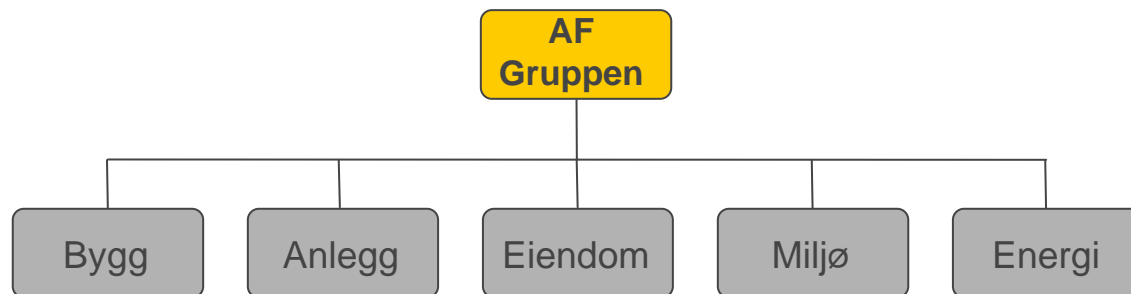 AF
Gruppen
Bygg
Anlegg
Eiendom
Miljø
Energi